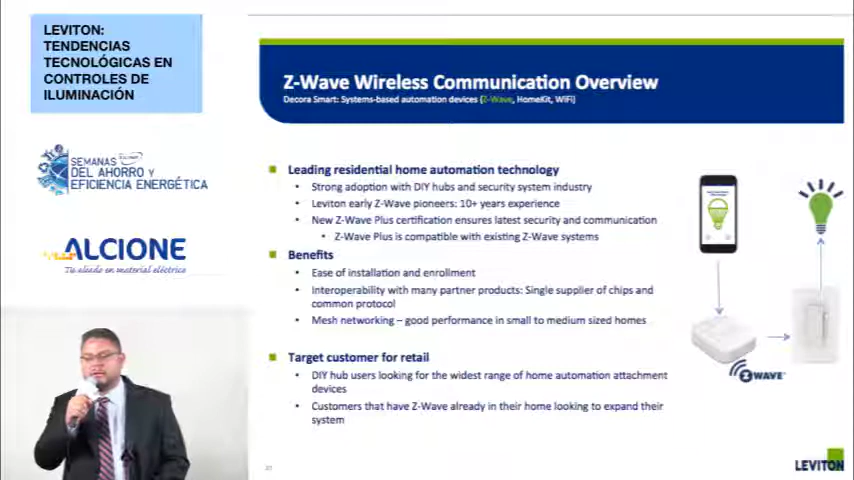 LEVITON:
TENDENCIAS
TECNOLÓGICAS EN
CONTROLES DE
ILUMINACIÓN
SEMANAS
DEL AHORRO Y
EFICIENCIA ENERGÉTICA
ALCIONE
Tu aliado en material eléctrico
Z-Wave Wireless Communication Overview
Decora Smart: Systems-based automation devices (Z-Wave, HomeKit, WiFi)
Leading residential home automation technology
• Strong adoption with DIY hubs and security system industry
• Leviton early Z-Wave pioneers: 10+ years experience
• New Z-Wave Plus certification ensures latest security and communication
• Z-Wave Plus is compatible with existing Z-Wave systems
Benefits
• Ease of installation and enrollment
• Interoperability with many partner products: Single supplier of chips and
common protocol
• Mesh networking – good performance in small to medium sized homes
Target customer for retail
• DIY hub users looking for the widest range of home automation attachment
devices
• Customers that have Z-Wave already in their home looking to expand their
system
Z WAVE
LEVITON